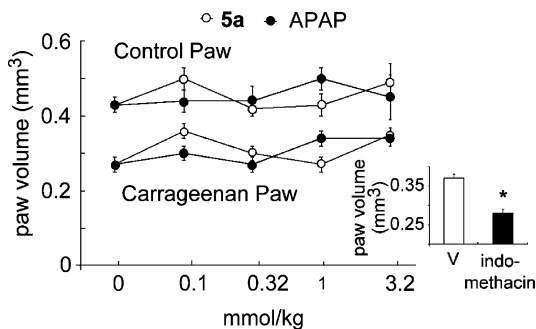 5a APAP
0.6
Control Paw
paw volume (mm³)
0.4
0.2
Carrageenan Paw
0
0 0.1 0.32 1 3.2
mmol/kg
paw volume
(mm³)
0.35
0.25
*
V indo-
methacin